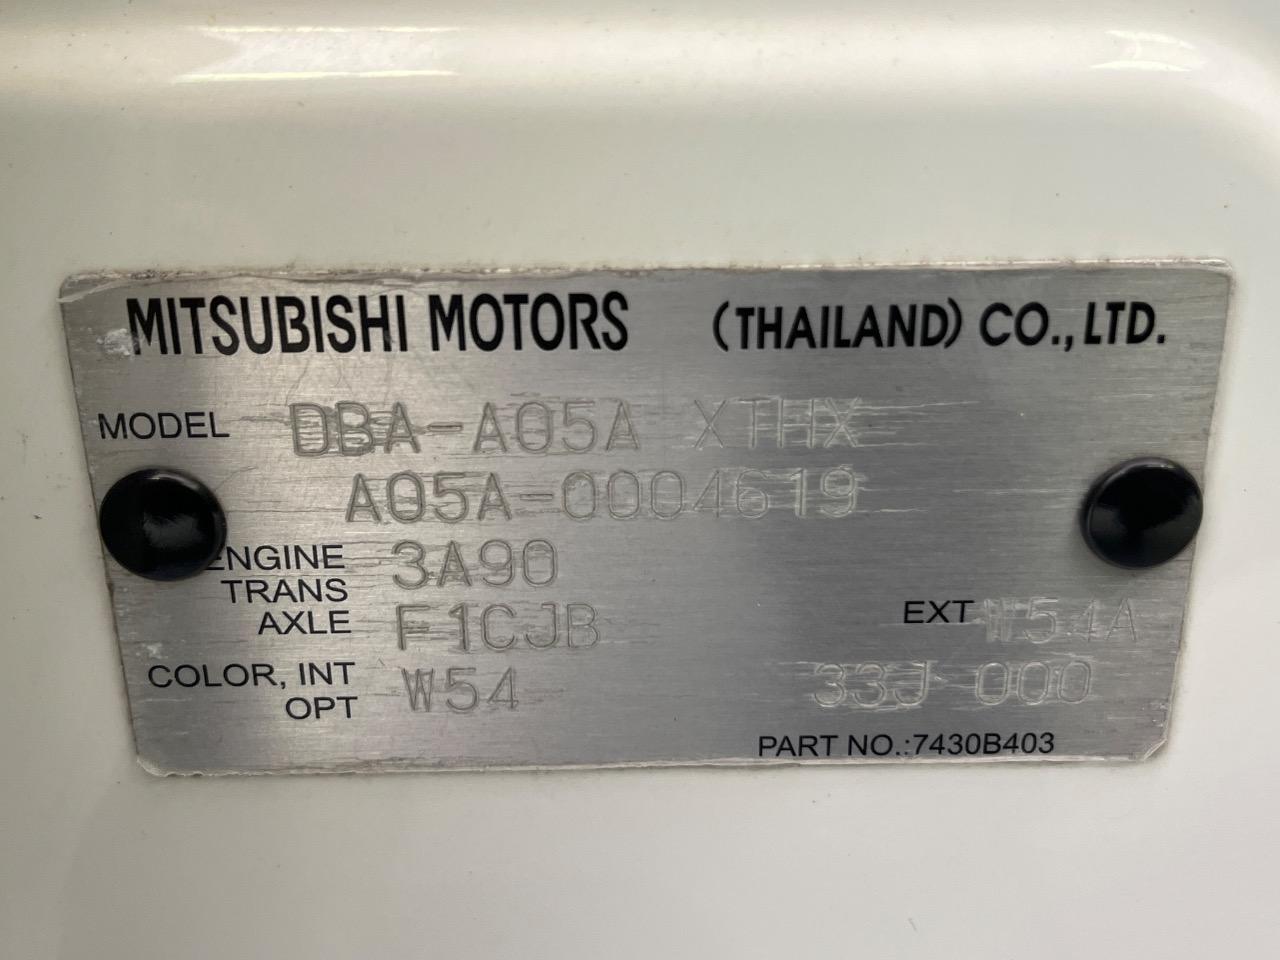 MITSUBISHI MOTORS (THAILAND) CO., LTD.
MODEL DBA-A05A XTHX
A05A-0004619
ENGINE 3A90
TRANS
AXLE F1CJB EXT W54A
COLOR, INT W54 33J 000
OPT
PART NO.:7430B403